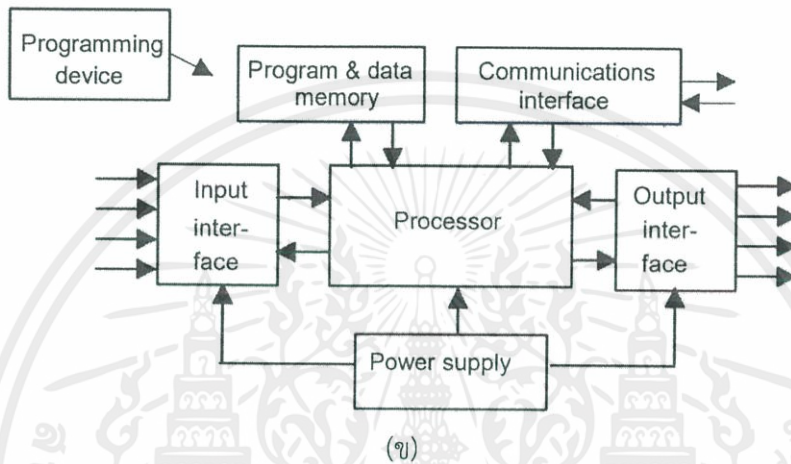 Programming
device
Program & data
memory
Communications
interface
Input
inter-
face
Processor
Output
inter-
face
Power supply
(ข)